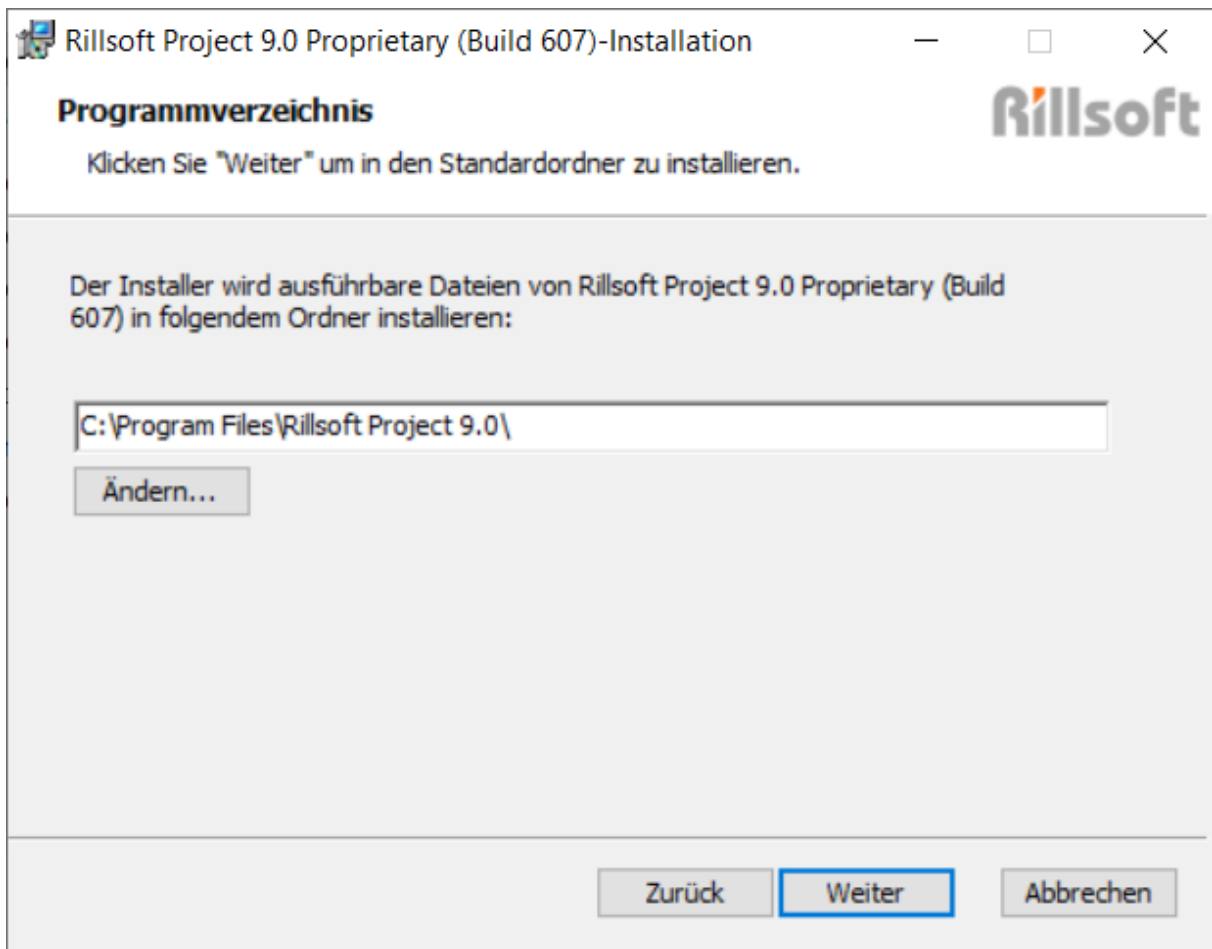 Rillsoft Project 9.0 Proprietary (Build 607)-Installation
Programmverzeichnis
Rillsoft
Klicken Sie "Weiter" um in den Standardordner zu installieren.
Der Installer wird ausführbare Dateien von Rillsoft Project 9.0 Proprietary (Build
607) in folgendem Ordner installieren:
C:\Program Files\Rillsoft Project 9.0\
Ändern...
Zurück
Weiter
Abbrechen